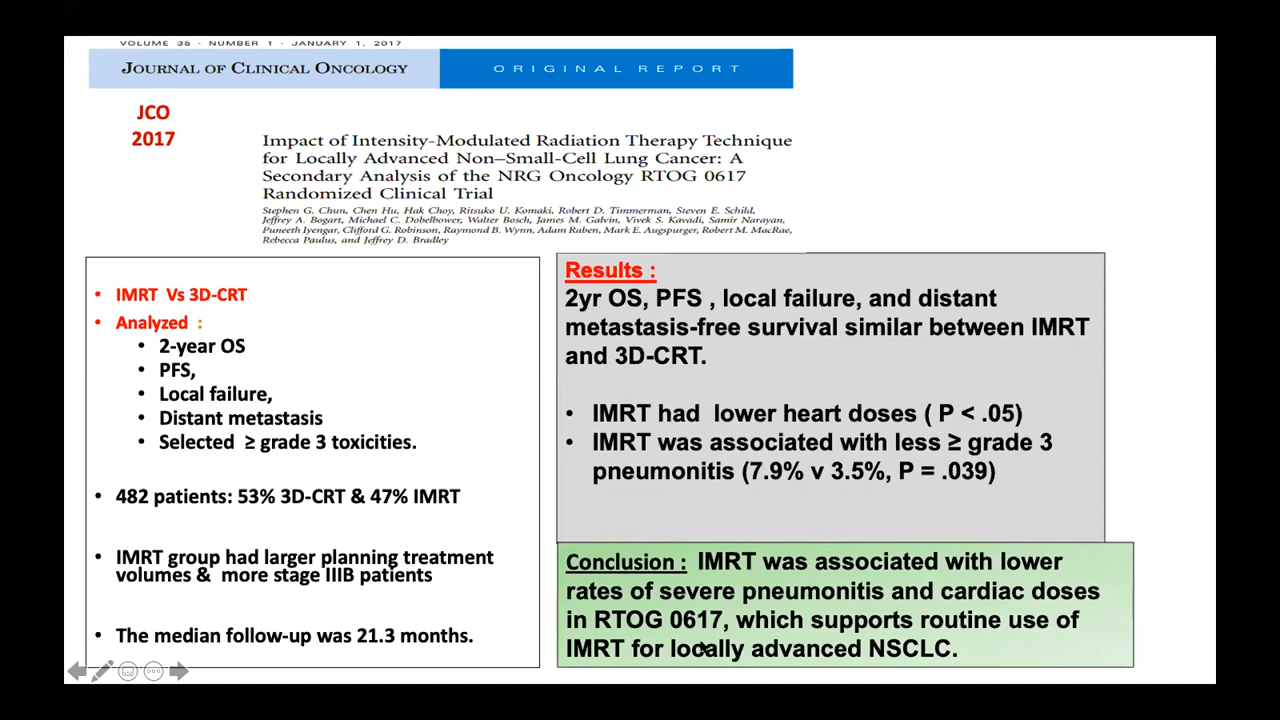 VOLUME 35 · NUMBER 1 · JANUARY 1, 2017
JOURNAL OF CLINICAL ONCOLOGY
ORIGINAL REPORT
JCO
2017
Impact of Intensity-Modulated Radiation Therapy Technique
for Locally Advanced Non–Small-Cell Lung Cancer: A
Secondary Analysis of the NRG Oncology RTOG 0617
Randomized Clinical Trial
Stephen G. Chun, Chen Hu, Hak Choy, Ritsuko U. Komaki, Robert D. Timmerman, Steven E. Schild,
Jeffrey A. Bogart, Michael C. Dobelbower, Walter Bosch, James M. Galvin, Vivek S. Kavadi, Samir Narayan,
Puneeth Iyengar, Clifford G. Robinson, Raymond B. Wynn, Adam Raben, Mark E. Augspurger, Robert M. MacRae,
Rebecca Paulus, and Jeffrey D. Bradley
• IMRT Vs 3D-CRT
• Analyzed :
• 2-year OS
• PFS,
• Local failure,
• Distant metastasis
• Selected ≥ grade 3 toxicities.
• 482 patients: 53% 3D-CRT & 47% IMRT
• IMRT group had larger planning treatment
volumes & more stage IIIB patients
• The median follow-up was 21.3 months.
Results :
2yr OS, PFS , local failure, and distant
metastasis-free survival similar between IMRT
and 3D-CRT.
• IMRT had lower heart doses ( P < .05)
• IMRT was associated with less ≥ grade 3
pneumonitis (7.9% v 3.5%, P = .039)
Conclusion : IMRT was associated with lower
rates of severe pneumonitis and cardiac doses
in RTOG 0617, which supports routine use of
IMRT for locally advanced NSCLC.